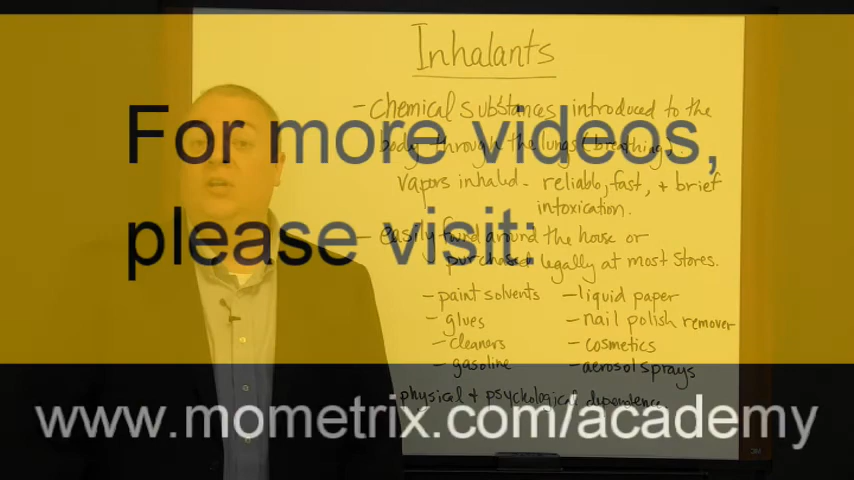 Inhalants
- chemical substances introduced to the
body through the lungs (breathing).
vapors inhaled - reliable, fast, + brief
intoxication.
- easily found around the house or
purchased legally at most stores.
- paint solvents - liquid paper
- glues - nail polish remover
- cleaners - cosmetics
- gasoline - aerosol sprays
physical + psychological dependence
For more videos,
please visit:
www.mometrix.com/academy
3M